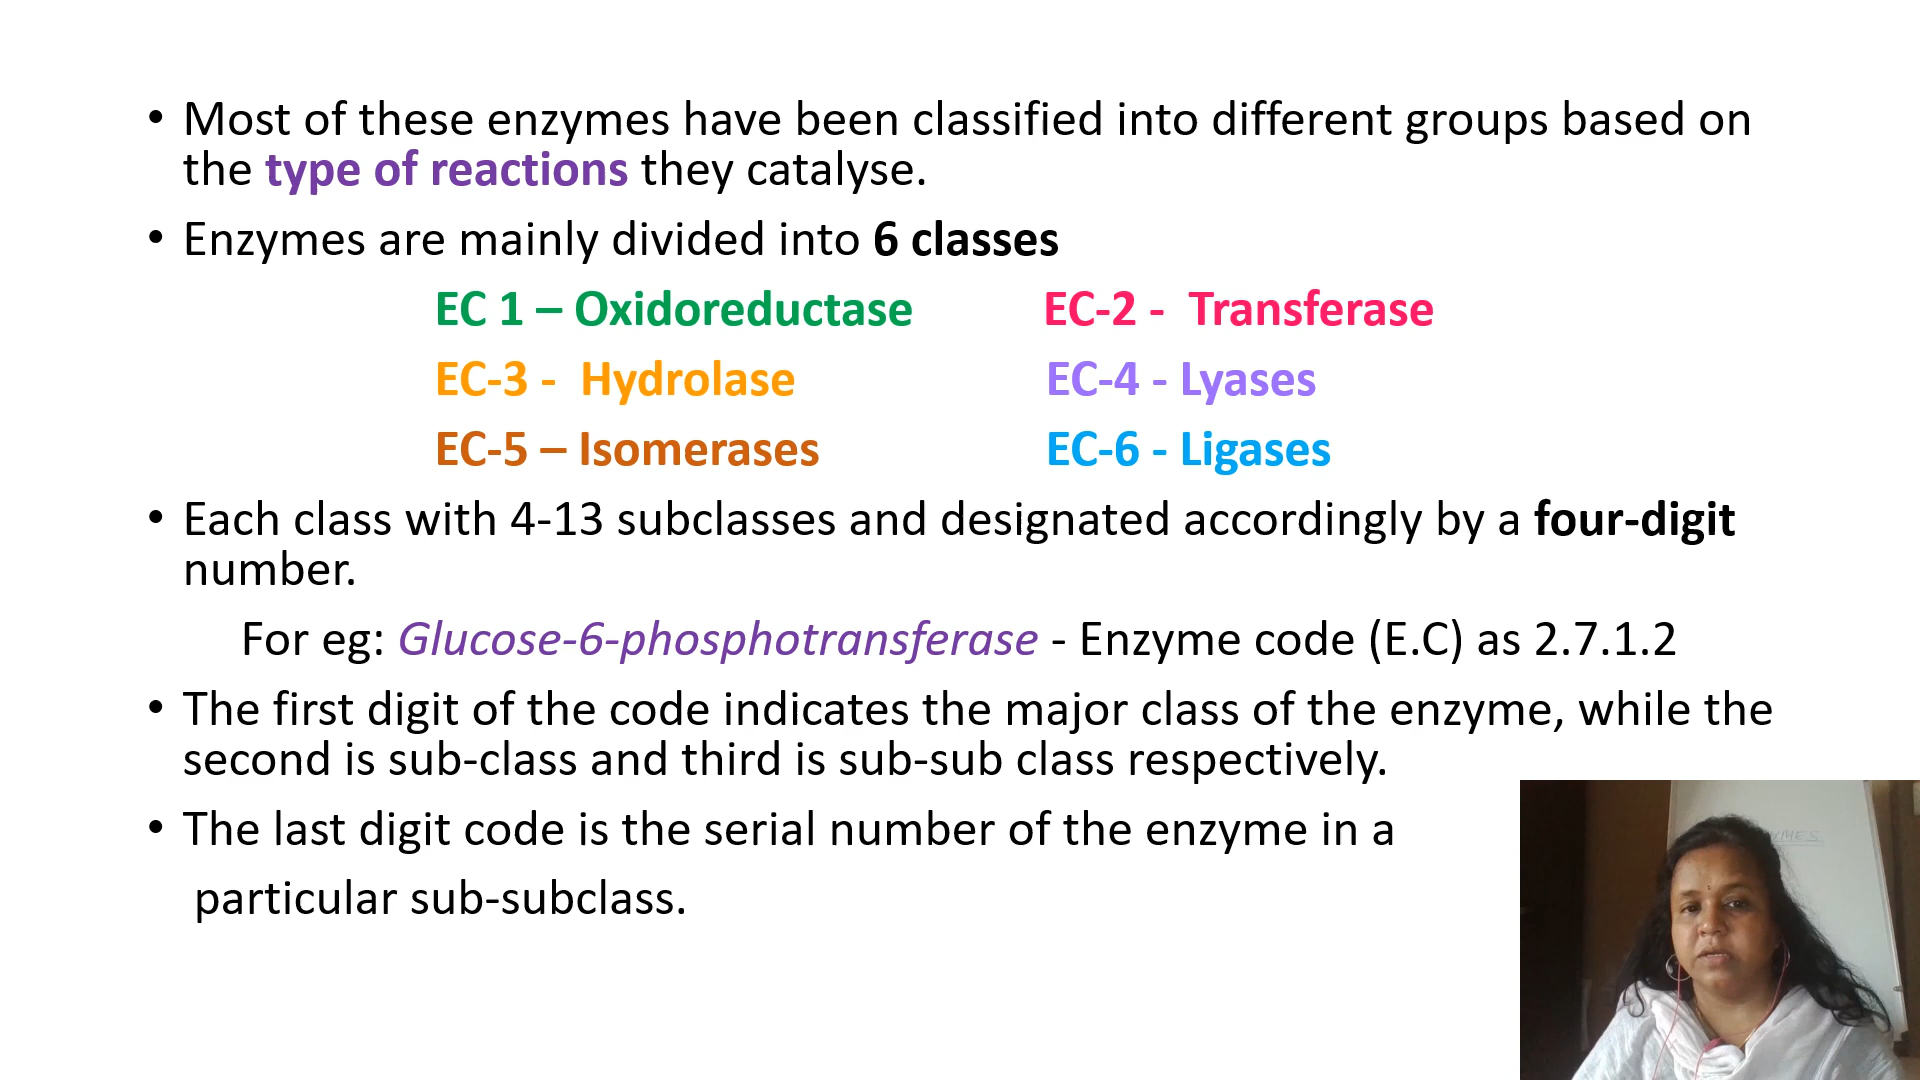 • Most of these enzymes have been classified into different groups based on
the type of reactions they catalyse.
• Enzymes are mainly divided into 6 classes
EC 1 – Oxidoreductase EC-2 - Transferase
EC-3 - Hydrolase EC-4 - Lyases
EC-5 – Isomerases EC-6 - Ligases
• Each class with 4-13 subclasses and designated accordingly by a four-digit
number.
For eg: Glucose-6-phosphotransferase - Enzyme code (E.C) as 2.7.1.2
• The first digit of the code indicates the major class of the enzyme, while the
second is sub-class and third is sub-sub class respectively.
• The last digit code is the serial number of the enzyme in a
particular sub-subclass.